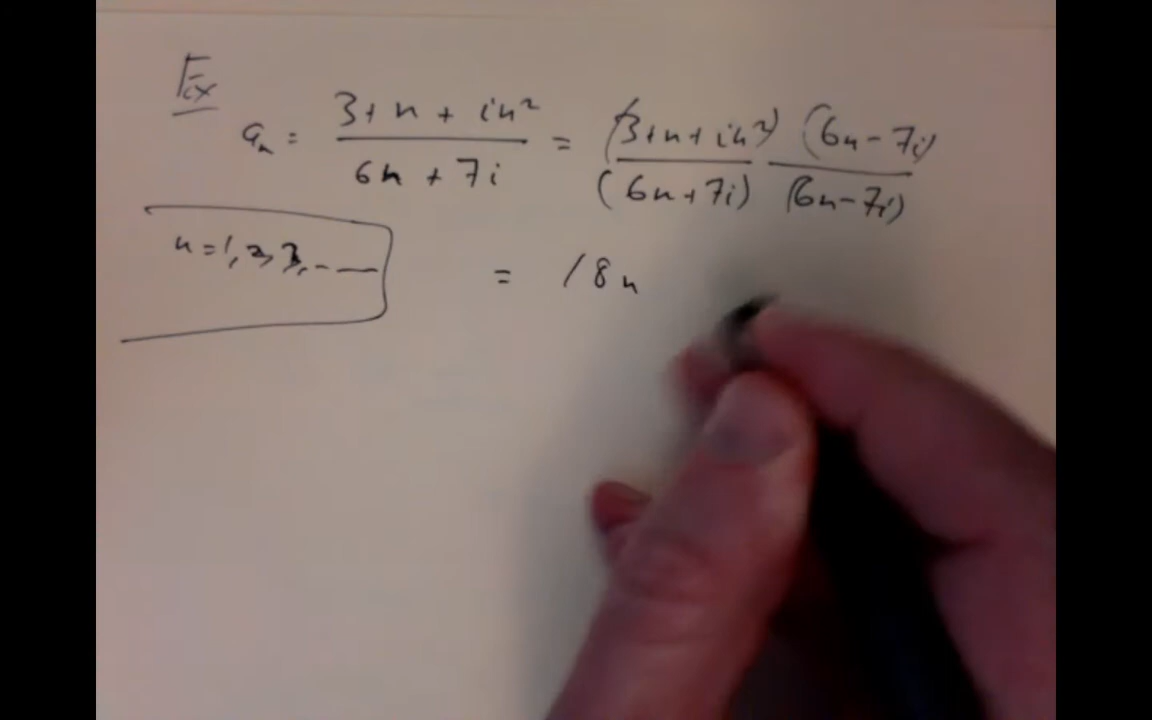 Ex
aₙ = (3+n+in²)/(6n+7i) = (3+n+in²)/(6n+7i) (6n-7i)/(6n-7i)
n=1,2,3,...
= 18n